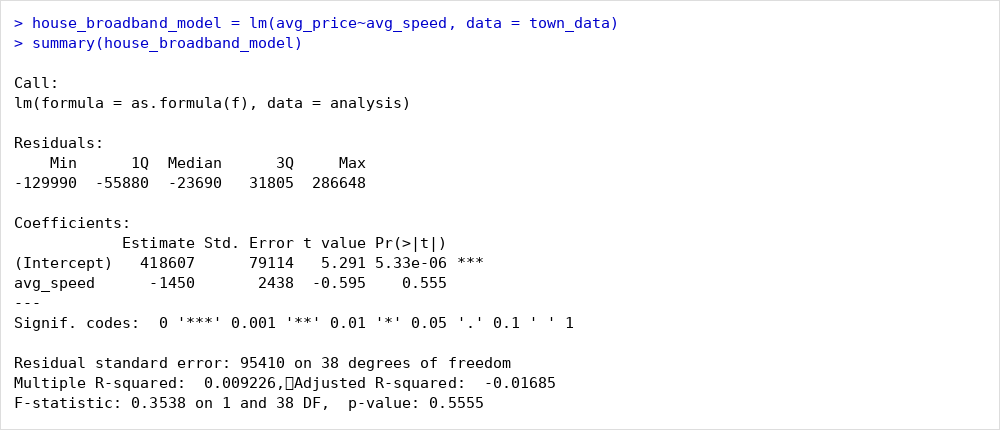 > house_broadband_model = lm(avg_price~avg_speed, data = town_data)
> summary(house_broadband_model)
Call:
lm(formula = as.formula(f), data = analysis)
Residuals:
    Min      1Q  Median      3Q     Max
-129990  -55880  -23690   31805  286648
Coefficients:
            Estimate Std. Error t value Pr(>|t|)
(Intercept)   418607      79114   5.291 5.33e-06 ***
avg_speed      -1450       2438  -0.595    0.555
---
Signif. codes:  0 '***' 0.001 '**' 0.01 '*' 0.05 '.' 0.1 ' ' 1
Residual standard error: 95410 on 38 degrees of freedom
Multiple R-squared:  0.009226,	Adjusted R-squared:  -0.01685
F-statistic: 0.3538 on 1 and 38 DF,  p-value: 0.5555